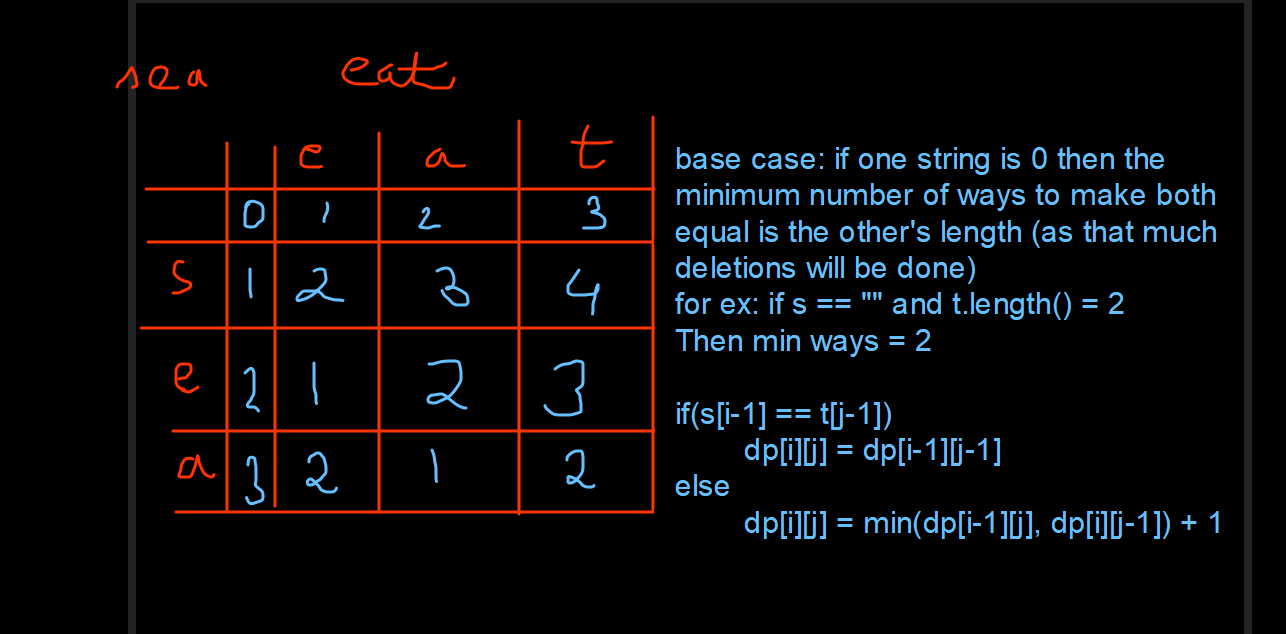 sea eat
e a t
0 1 2 3
s 1 2 3 4
e 2 1 2 3
a 3 2 1 2
base case: if one string is 0 then the
minimum number of ways to make both
equal is the other's length (as that much
deletions will be done)
for ex: if s == "" and t.length() = 2
Then min ways = 2
if(s[i-1] == t[j-1])
dp[i][j] = dp[i-1][j-1]
else
dp[i][j] = min(dp[i-1][j], dp[i][j-1]) + 1